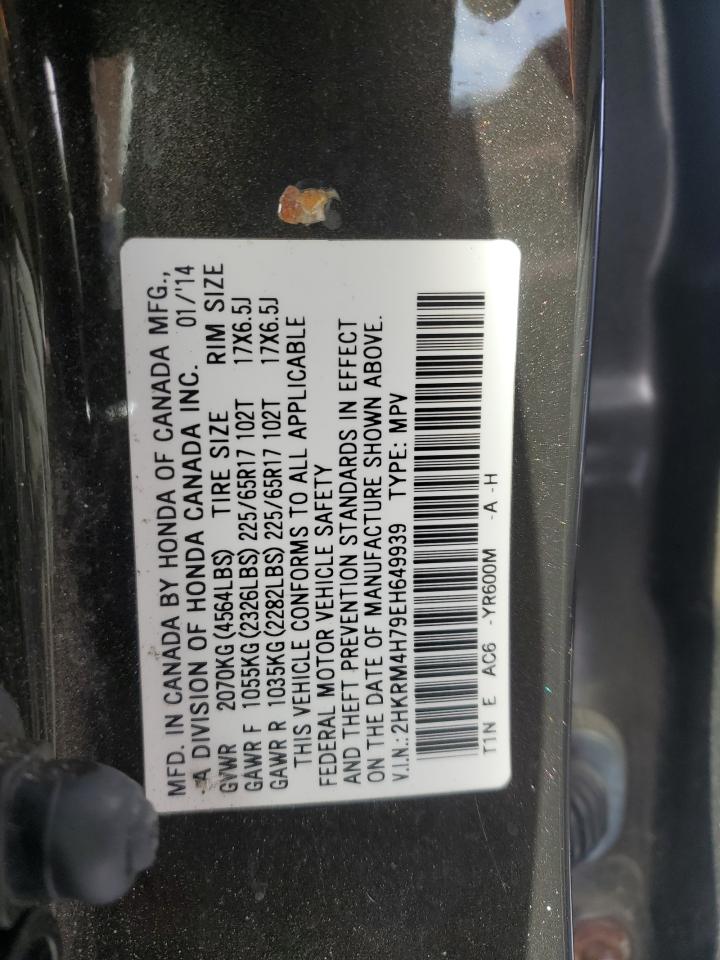 MFD. IN CANADA BY HONDA OF CANADA MFG.,
A DIVISION OF HONDA CANADA INC. 01/'14
GVWR 2070KG(4564LBS) TIRE SIZE RIM SIZE
GAWR F 1055KG(2326LBS) 225/65R17 102T 17X6.5J
GAWR R 1035KG(2282LBS) 225/65R17 102T 17X6.5J
THIS VEHICLE CONFORMS TO ALL APPLICABLE
FEDERAL MOTOR VEHICLE SAFETY
AND THEFT PREVENTION STANDARDS IN EFFECT
ON THE DATE OF MANUFACTURE SHOWN ABOVE.
V.I.N.:2HKRM4H79EH649939 TYPE: MPV
T1N E AC6 -YR600M -A -H